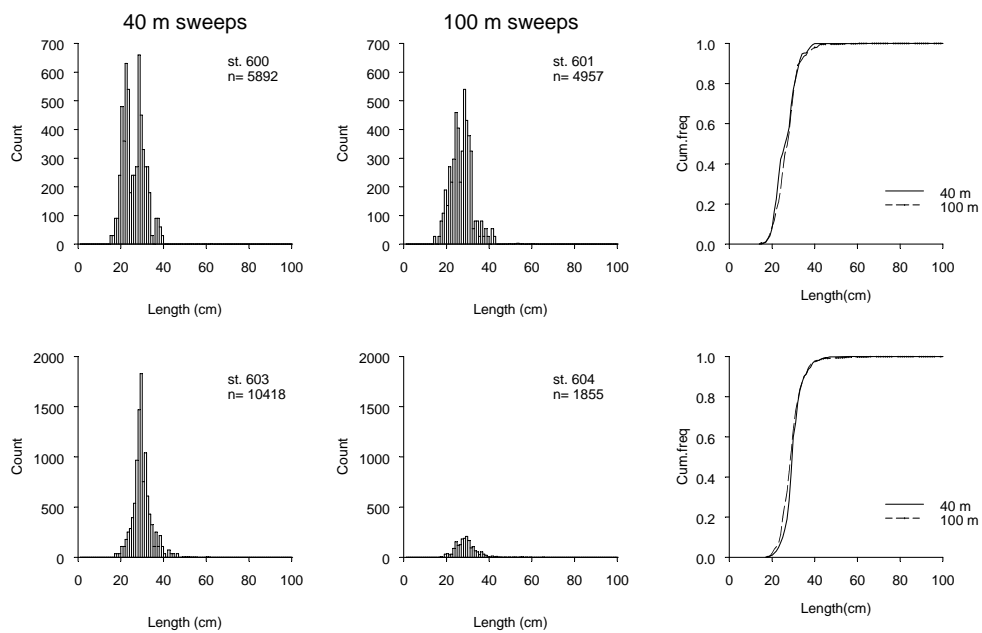 40 m sweeps
100 m sweeps
700
600
500
400
300
200
100
0
Count
st. 600
n= 5892
0 20 40 60 80 100
Length (cm)
700
600
500
400
300
200
100
0
Count
st. 601
n= 4957
0 20 40 60 80 100
Length (cm)
1.0
0.8
0.6
0.4
0.2
0.0
Cum.freq
40 m
100 m
0 20 40 60 80 100
Length(cm)
2000
1500
1000
500
0
Count
st. 603
n= 10418
0 20 40 60 80 100
Length (cm)
2000
1500
1000
500
0
Count
st. 604
n= 1855
0 20 40 60 80 100
Length (cm)
1.0
0.8
0.6
0.4
0.2
0.0
Cum.freq
40 m
100 m
0 20 40 60 80 100
Length(cm)